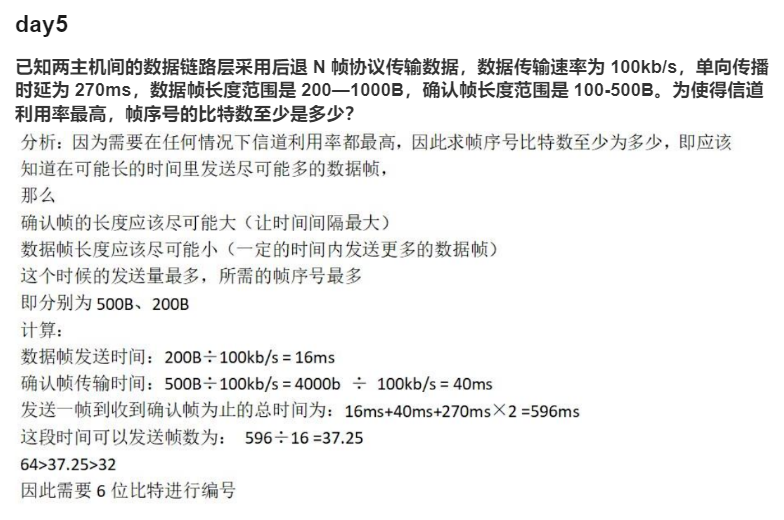 day5
已知两主机间的数据链路层采用后退 N 帧协议传输数据，数据传输速率为 100kb/s，单向传播
时延为 270ms，数据帧长度范围是 200—1000B，确认帧长度范围是 100-500B。为使得信道
利用率最高，帧序号的比特数至少是多少？
分析：因为需要在任何情况下信道利用率都最高，因此求帧序号比特数至少为多少，即应该
知道在可能长的时间里发送尽可能多的数据帧，
那么
确认帧的长度应该尽可能大（让时间间隔最大）
数据帧长度应该尽可能小（一定的时间内发送更多的数据帧）
这个时候的发送量最多，所需的帧序号最多
即分别为 500B、200B
计算：
数据帧发送时间：200B÷100kb/s = 16ms
确认帧传输时间：500B÷100kb/s = 4000b ÷ 100kb/s = 40ms
发送一帧到收到确认帧为止的总时间为：16ms+40ms+270ms×2 =596ms
这段时间可以发送帧数为： 596÷16 =37.25
64>37.25>32
因此需要 6 位比特进行编号